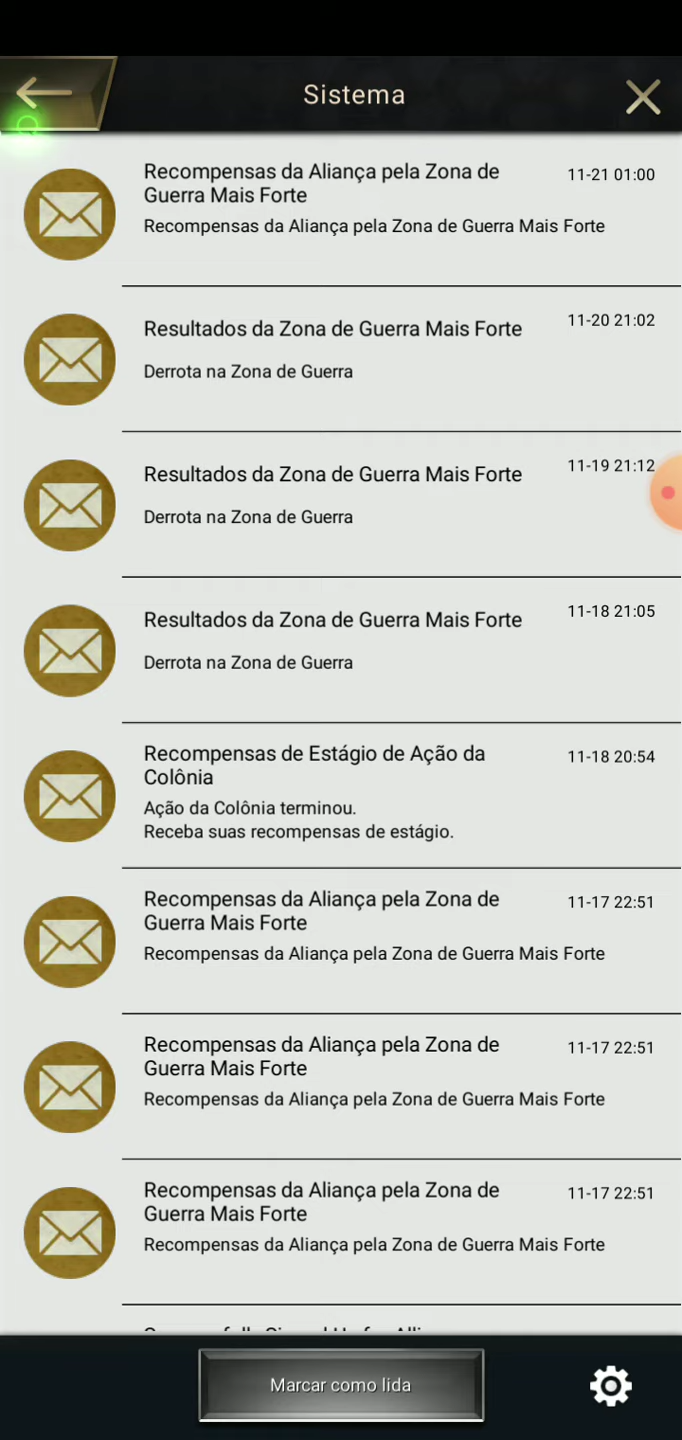 Sistema
Recompensas da Aliança pela Zona de
Guerra Mais Forte
11-21 01:00
Recompensas da Aliança pela Zona de Guerra Mais Forte
Resultados da Zona de Guerra Mais Forte
11-20 21:02
Derrota na Zona de Guerra
Resultados da Zona de Guerra Mais Forte
11-19 21:12
Derrota na Zona de Guerra
Resultados da Zona de Guerra Mais Forte
11-18 21:05
Derrota na Zona de Guerra
Recompensas de Estágio de Ação da
Colônia
11-18 20:54
Ação da Colônia terminou.
Receba suas recompensas de estágio.
Recompensas da Aliança pela Zona de
Guerra Mais Forte
11-17 22:51
Recompensas da Aliança pela Zona de Guerra Mais Forte
Recompensas da Aliança pela Zona de
Guerra Mais Forte
11-17 22:51
Recompensas da Aliança pela Zona de Guerra Mais Forte
Recompensas da Aliança pela Zona de
Guerra Mais Forte
11-17 22:51
Recompensas da Aliança pela Zona de Guerra Mais Forte
Marcar como lida